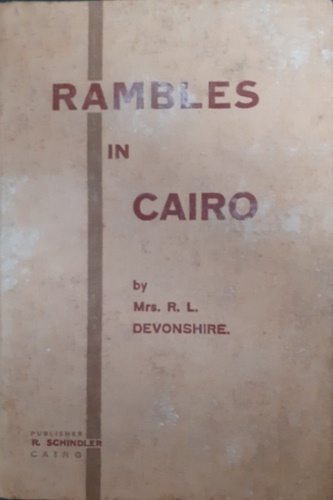 RAMBLES
IN
CAIRO
by
Mrs. R. L.
DEVONSHIRE.
PUBLISHER
R. SCHINDLER
CAIRO